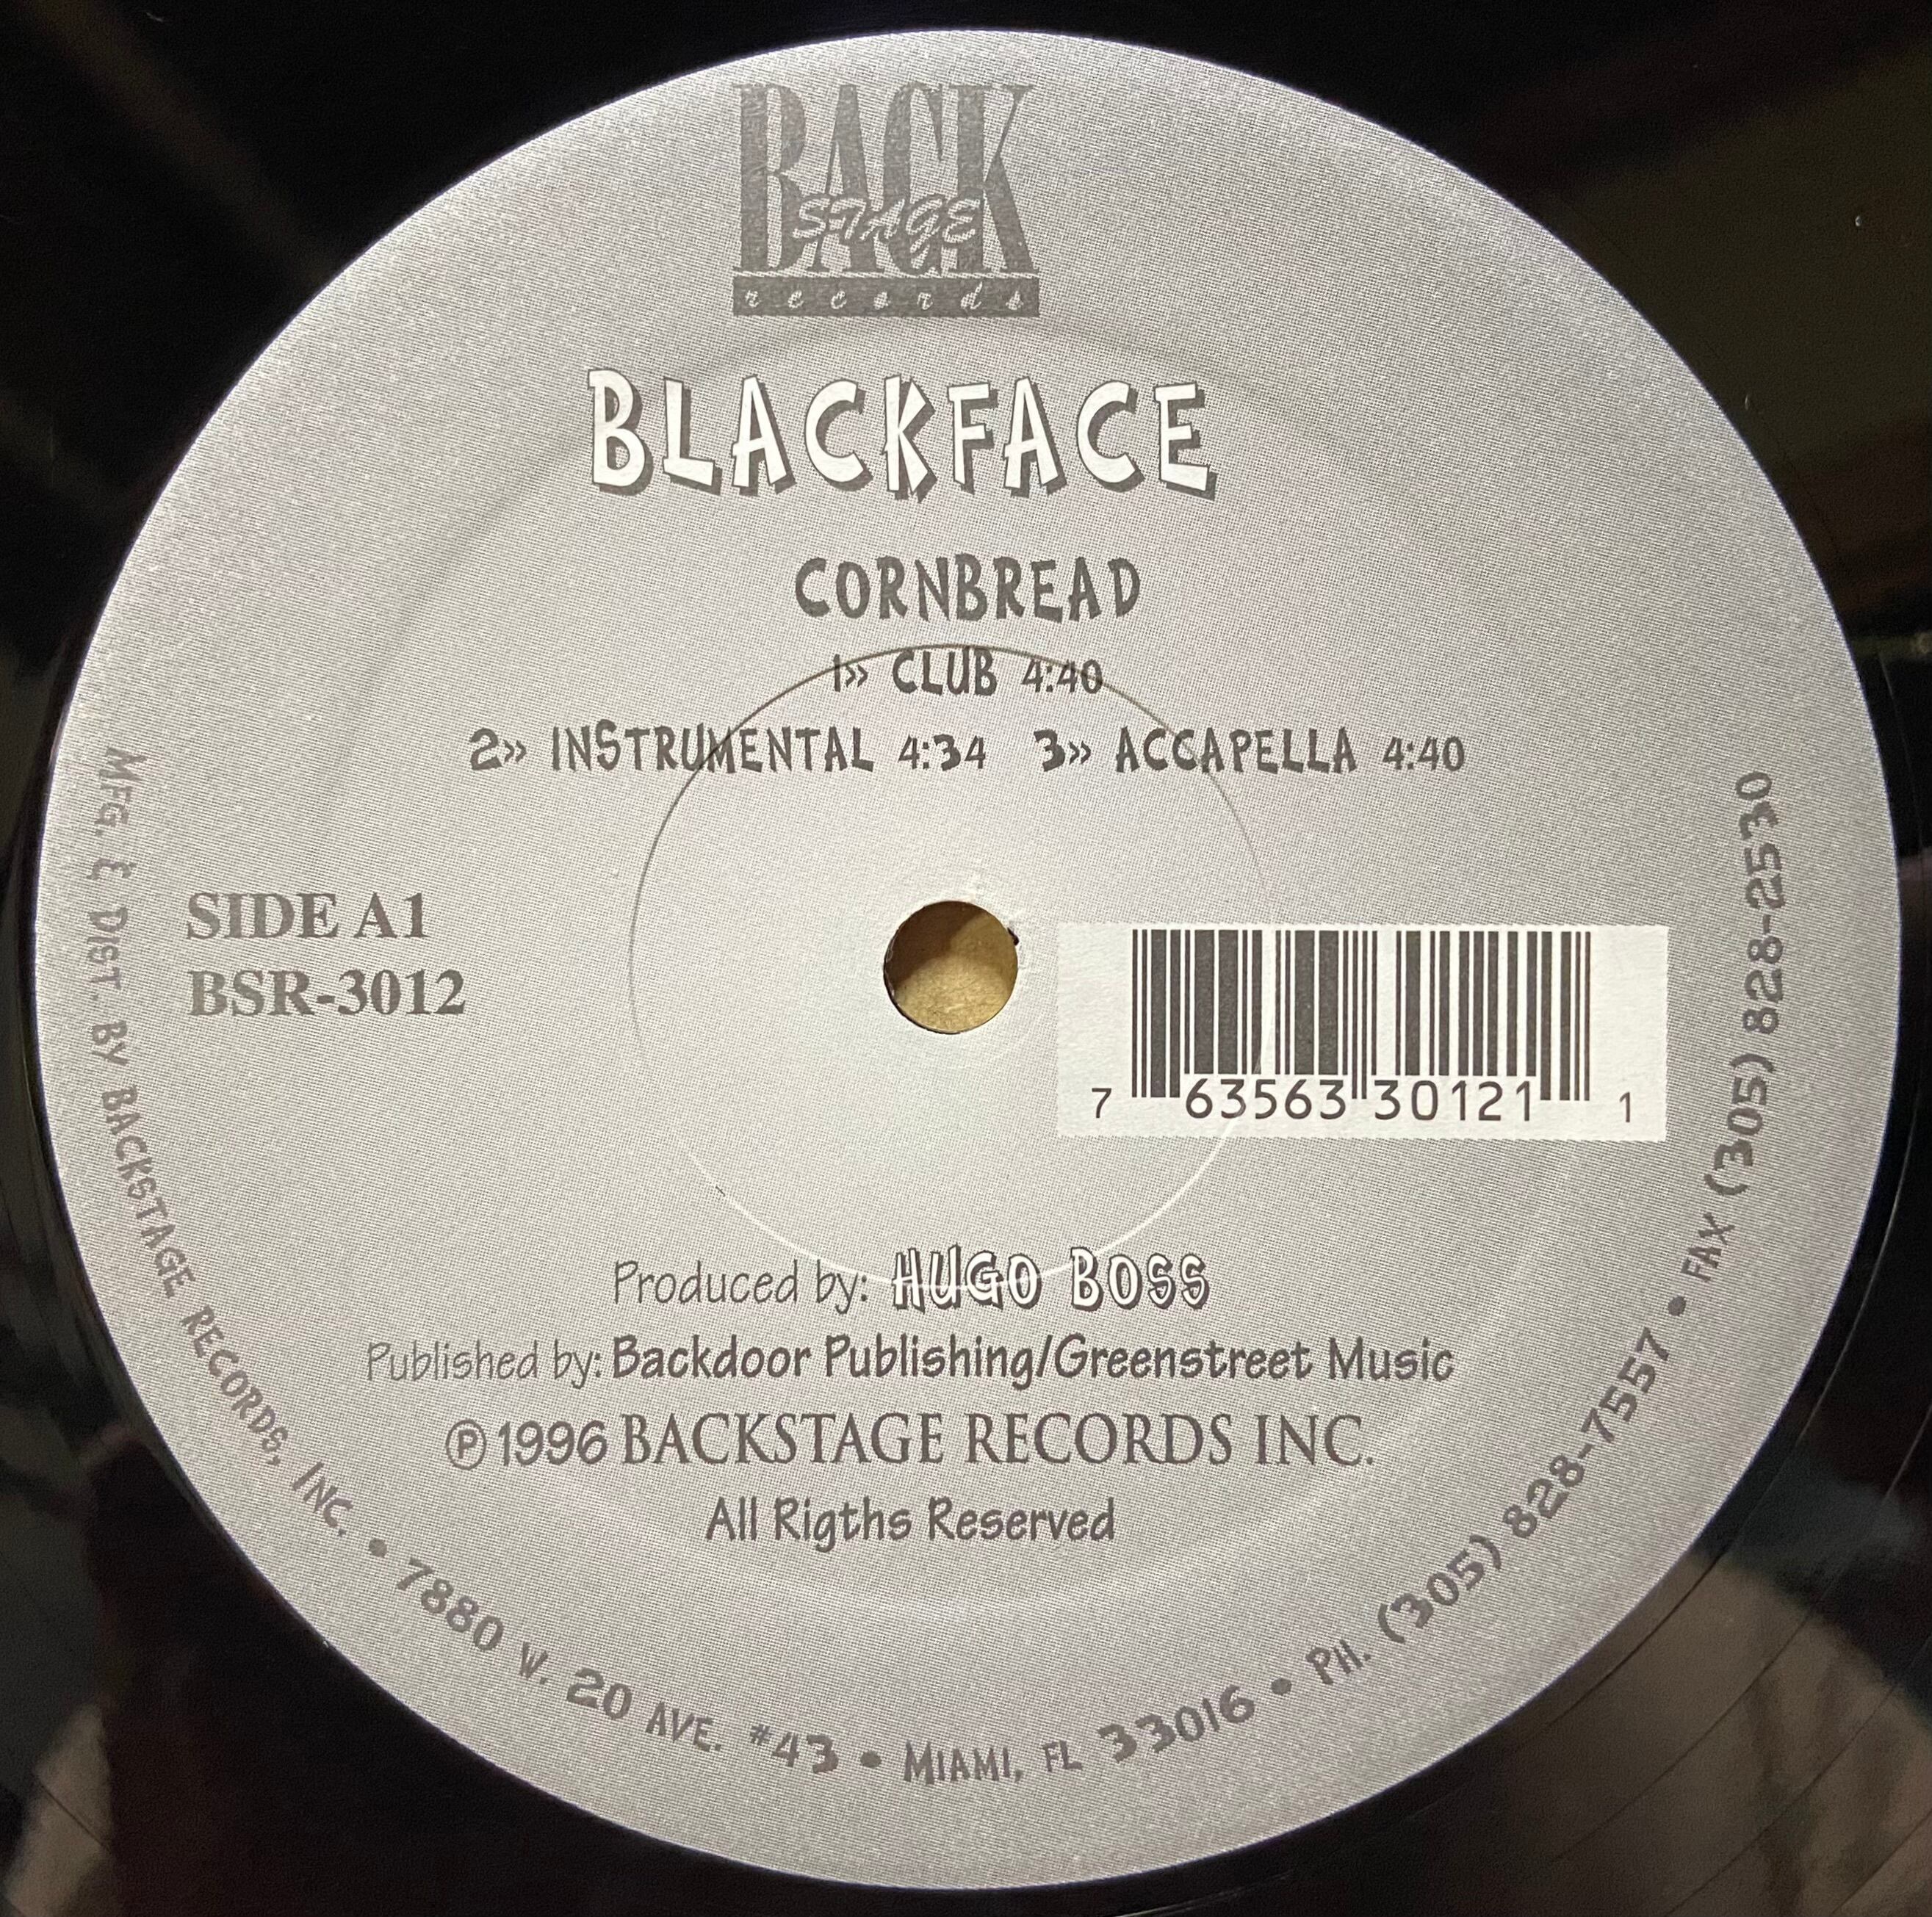 BACK
STAGE
records
BLACKFACE
CORNBREAD
1» CLUB 4:40
2» INSTRUMENTAL 4:34 3» ACCAPELLA 4:40
SIDE A1
BSR-3012
7 63563 30121 1
Produced by: HUGO BOSS
Published by: Backdoor Publishing/Greenstreet Music
℗1996 BACKSTAGE RECORDS INC.
All Rigths Reserved
MFG. & DIST. BY BACKSTAGE RECORDS, INC. • 7880 W. 20 AVE. #43 • MIAMI, FL 33016 • PH. (305) 828-7557 • FAX (305) 828-2530